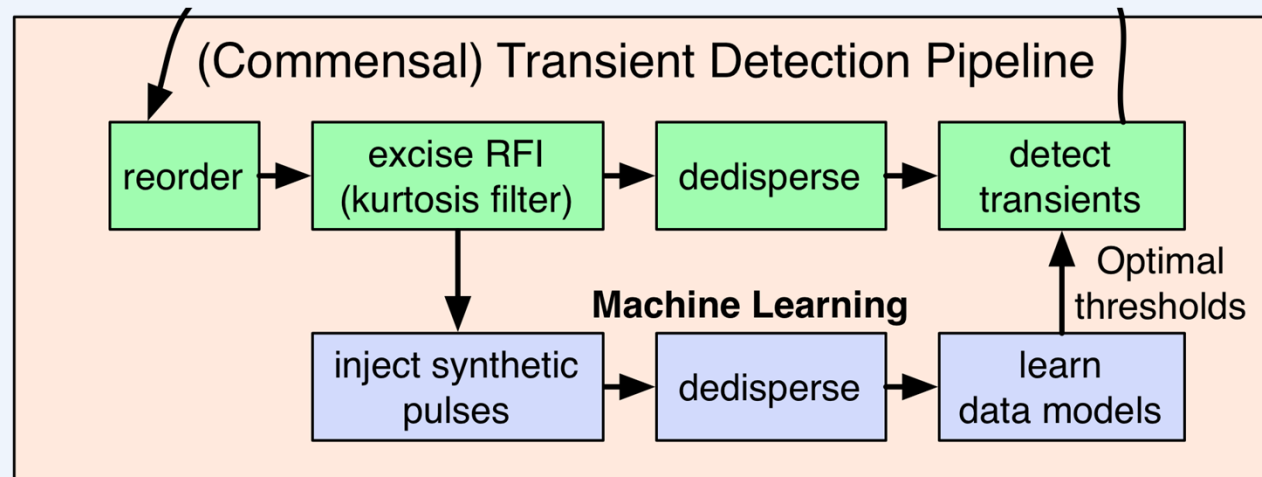 (Commensal) Transient Detection Pipeline
reorder
excise RFI
(kurtosis filter)
dedisperse
detect
transients
Optimal
thresholds
Machine Learning
inject synthetic
pulses
dedisperse
learn
data models